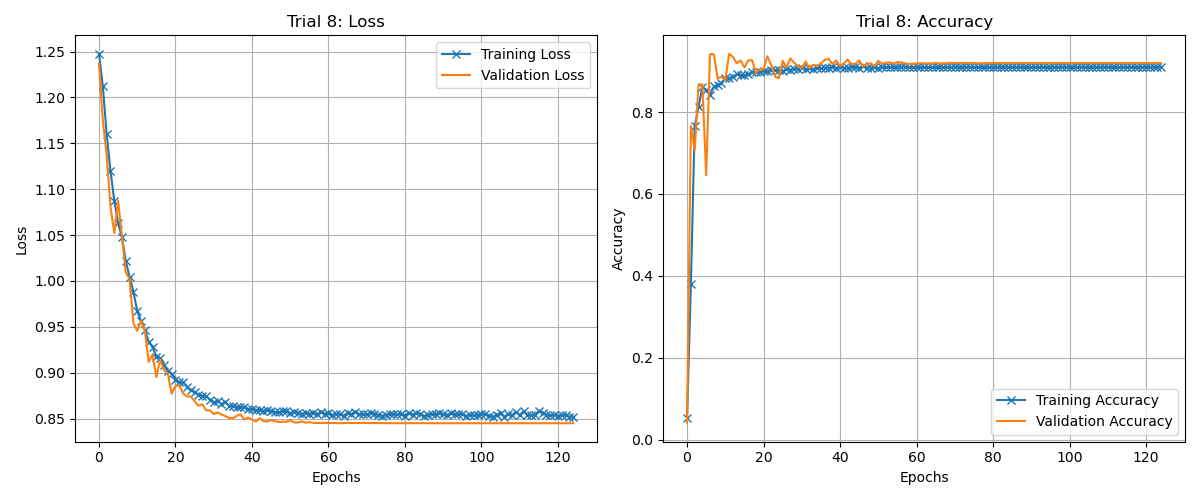 Trial 8: Loss
1.25
1.20
1.15
1.10
1.05
1.00
0.95
0.90
0.85
Loss
0
20
40
60
80
100
120
Epochs
Training Loss
Validation Loss
Trial 8: Accuracy
0.8
0.6
0.4
0.2
0.0
Accuracy
0
20
40
60
80
100
120
Epochs
Training Accuracy
Validation Accuracy